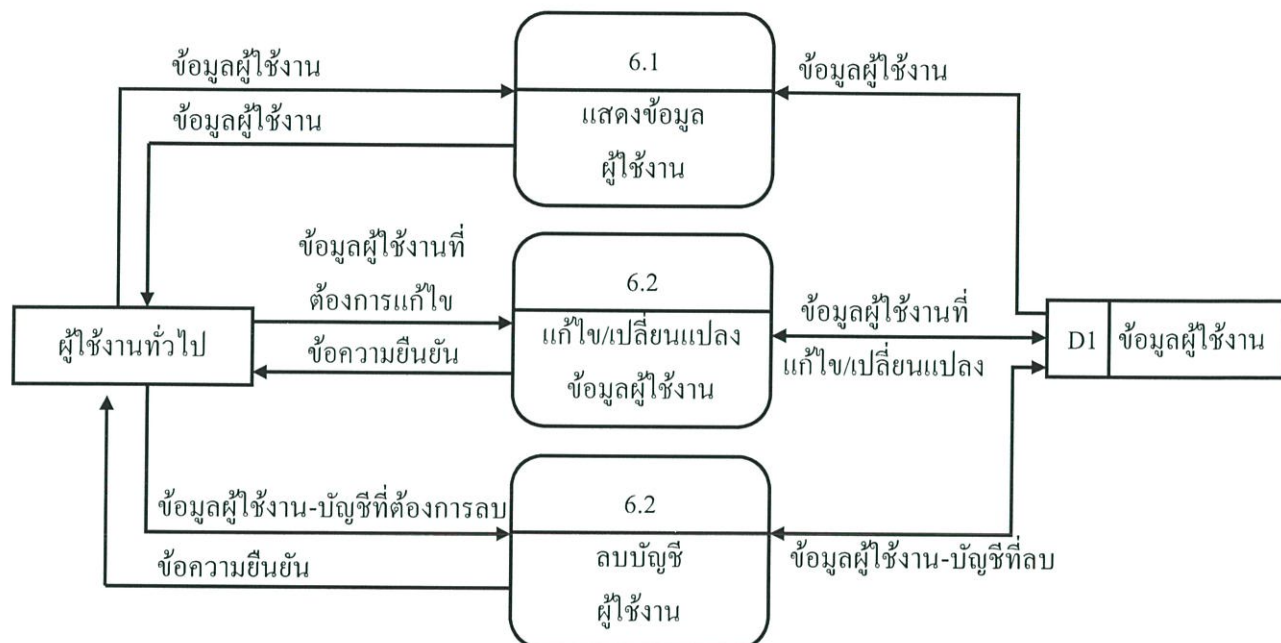 ข้อมูลผู้ใช้งาน
6.1
ข้อมูลผู้ใช้งาน
ข้อมูลผู้ใช้งาน
แสดงข้อมูล
ผู้ใช้งาน
ข้อมูลผู้ใช้งานที่
ต้องการแก้ไข
6.2
ข้อมูลผู้ใช้งานที่
ผู้ใช้งานทั่วไป
ข้อความยืนยัน
แก้ไข/เปลี่ยนแปลง
ข้อมูลผู้ใช้งาน
แก้ไข/เปลี่ยนแปลง
D1
ข้อมูลผู้ใช้งาน
ข้อมูลผู้ใช้งาน-บัญชีที่ต้องการลบ
6.2
ข้อความยืนยัน
ลบบัญชี
ผู้ใช้งาน
ข้อมูลผู้ใช้งาน-บัญชีที่ลบ